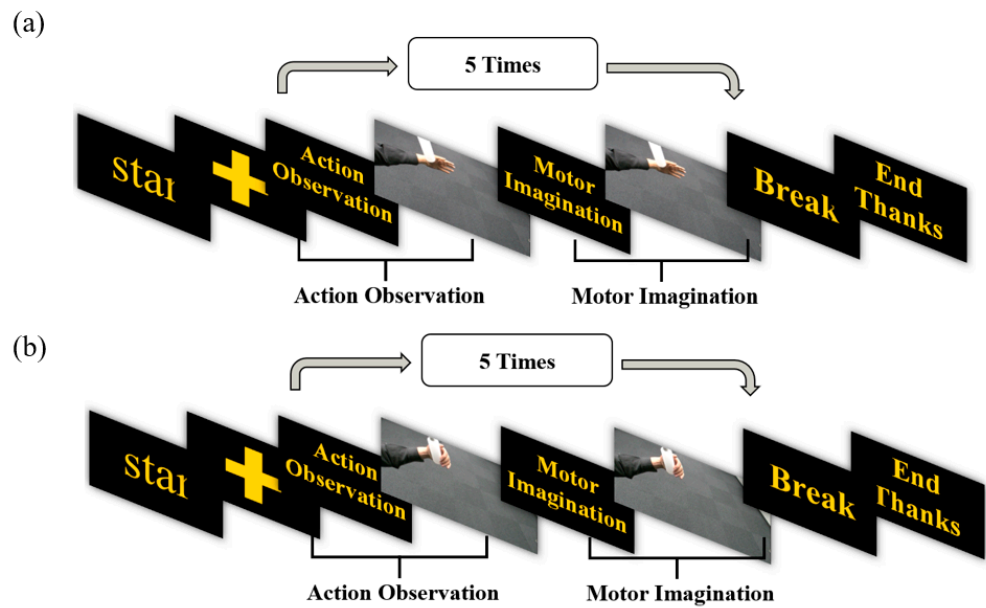 (a)
5 Times
star
Action
Observation
Motor
Imagination
Break
End
Thanks
Action Observation
Motor Imagination
(b)
5 Times
star
Action
Observation
Motor
Imagination
Break
End
Thanks
Action Observation
Motor Imagination